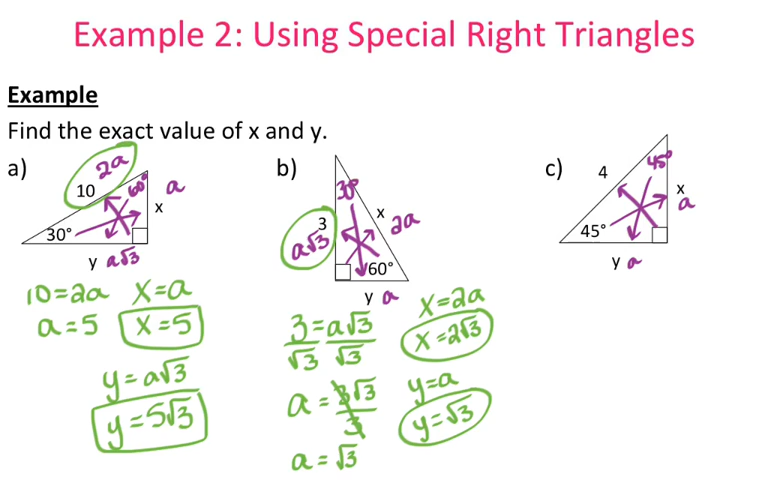 Example 2: Using Special Right Triangles
Example
Find the exact value of x and y.
a)
2a
10
60°
a
x
30°
y a√3
10=2a x=a
a=5 x=5
y=a√3
y=5√3
b)
30°
3
a√3
x
2a
60°
y a
3=a√3
√3 √3
a=3√3
3
a=√3
x=2a
x=2√3
y=a
y=√3
c)
4
45°
x
a
45°
y a